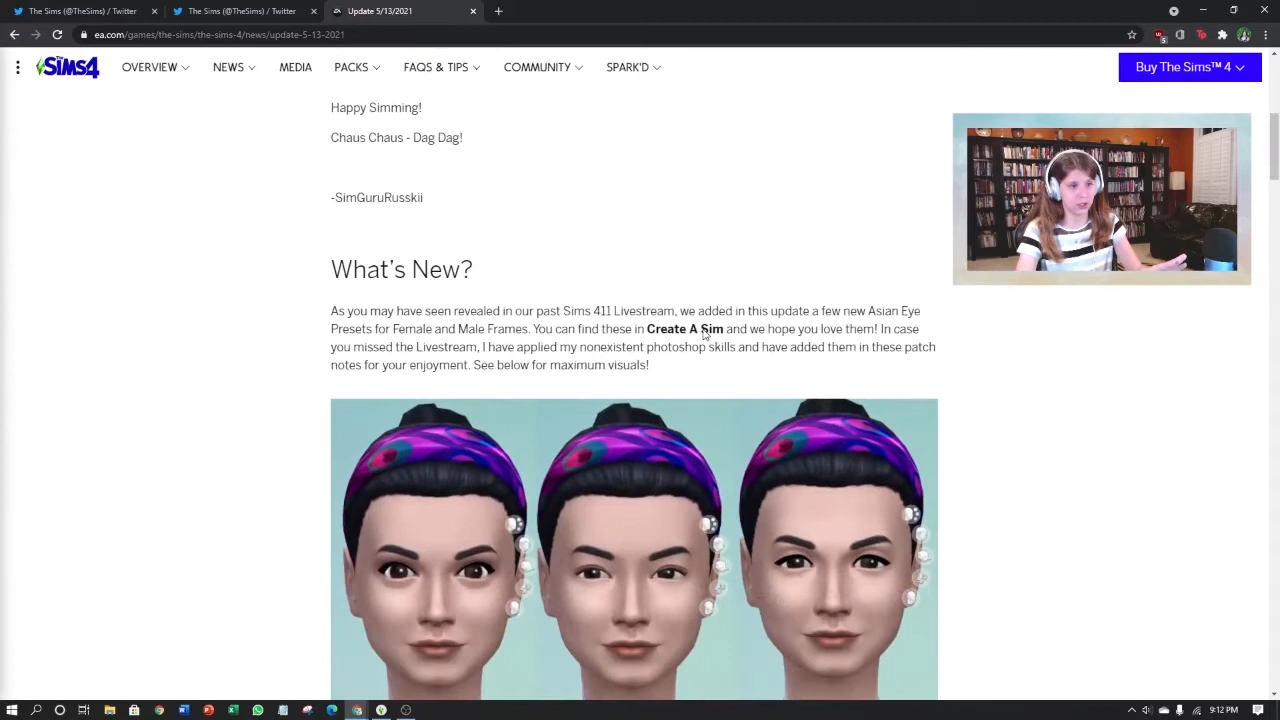 The Sims (@TheSims) / Twitter
The Sims (@TheSims) / Twitter
Update 5/13/2021
ea.com/games/the-sims/the-sims-4/news/update-5-13-2021
The Sims 4
OVERVIEW
NEWS
MEDIA
PACKS
FAQS & TIPS
COMMUNITY
SPARK'D
Buy The Sims™ 4
Happy Simming!
Chaus Chaus - Dag Dag!
-SimGuruRusskii
What's New?
As you may have seen revealed in our past Sims 411 Livestream, we added in this update a few new Asian Eye
Presets for Female and Male Frames. You can find these in Create A Sim and we hope you love them! In case
you missed the Livestream, I have applied my nonexistent photoshop skills and have added them in these patch
notes for your enjoyment. See below for maximum visuals!
9:12 PM